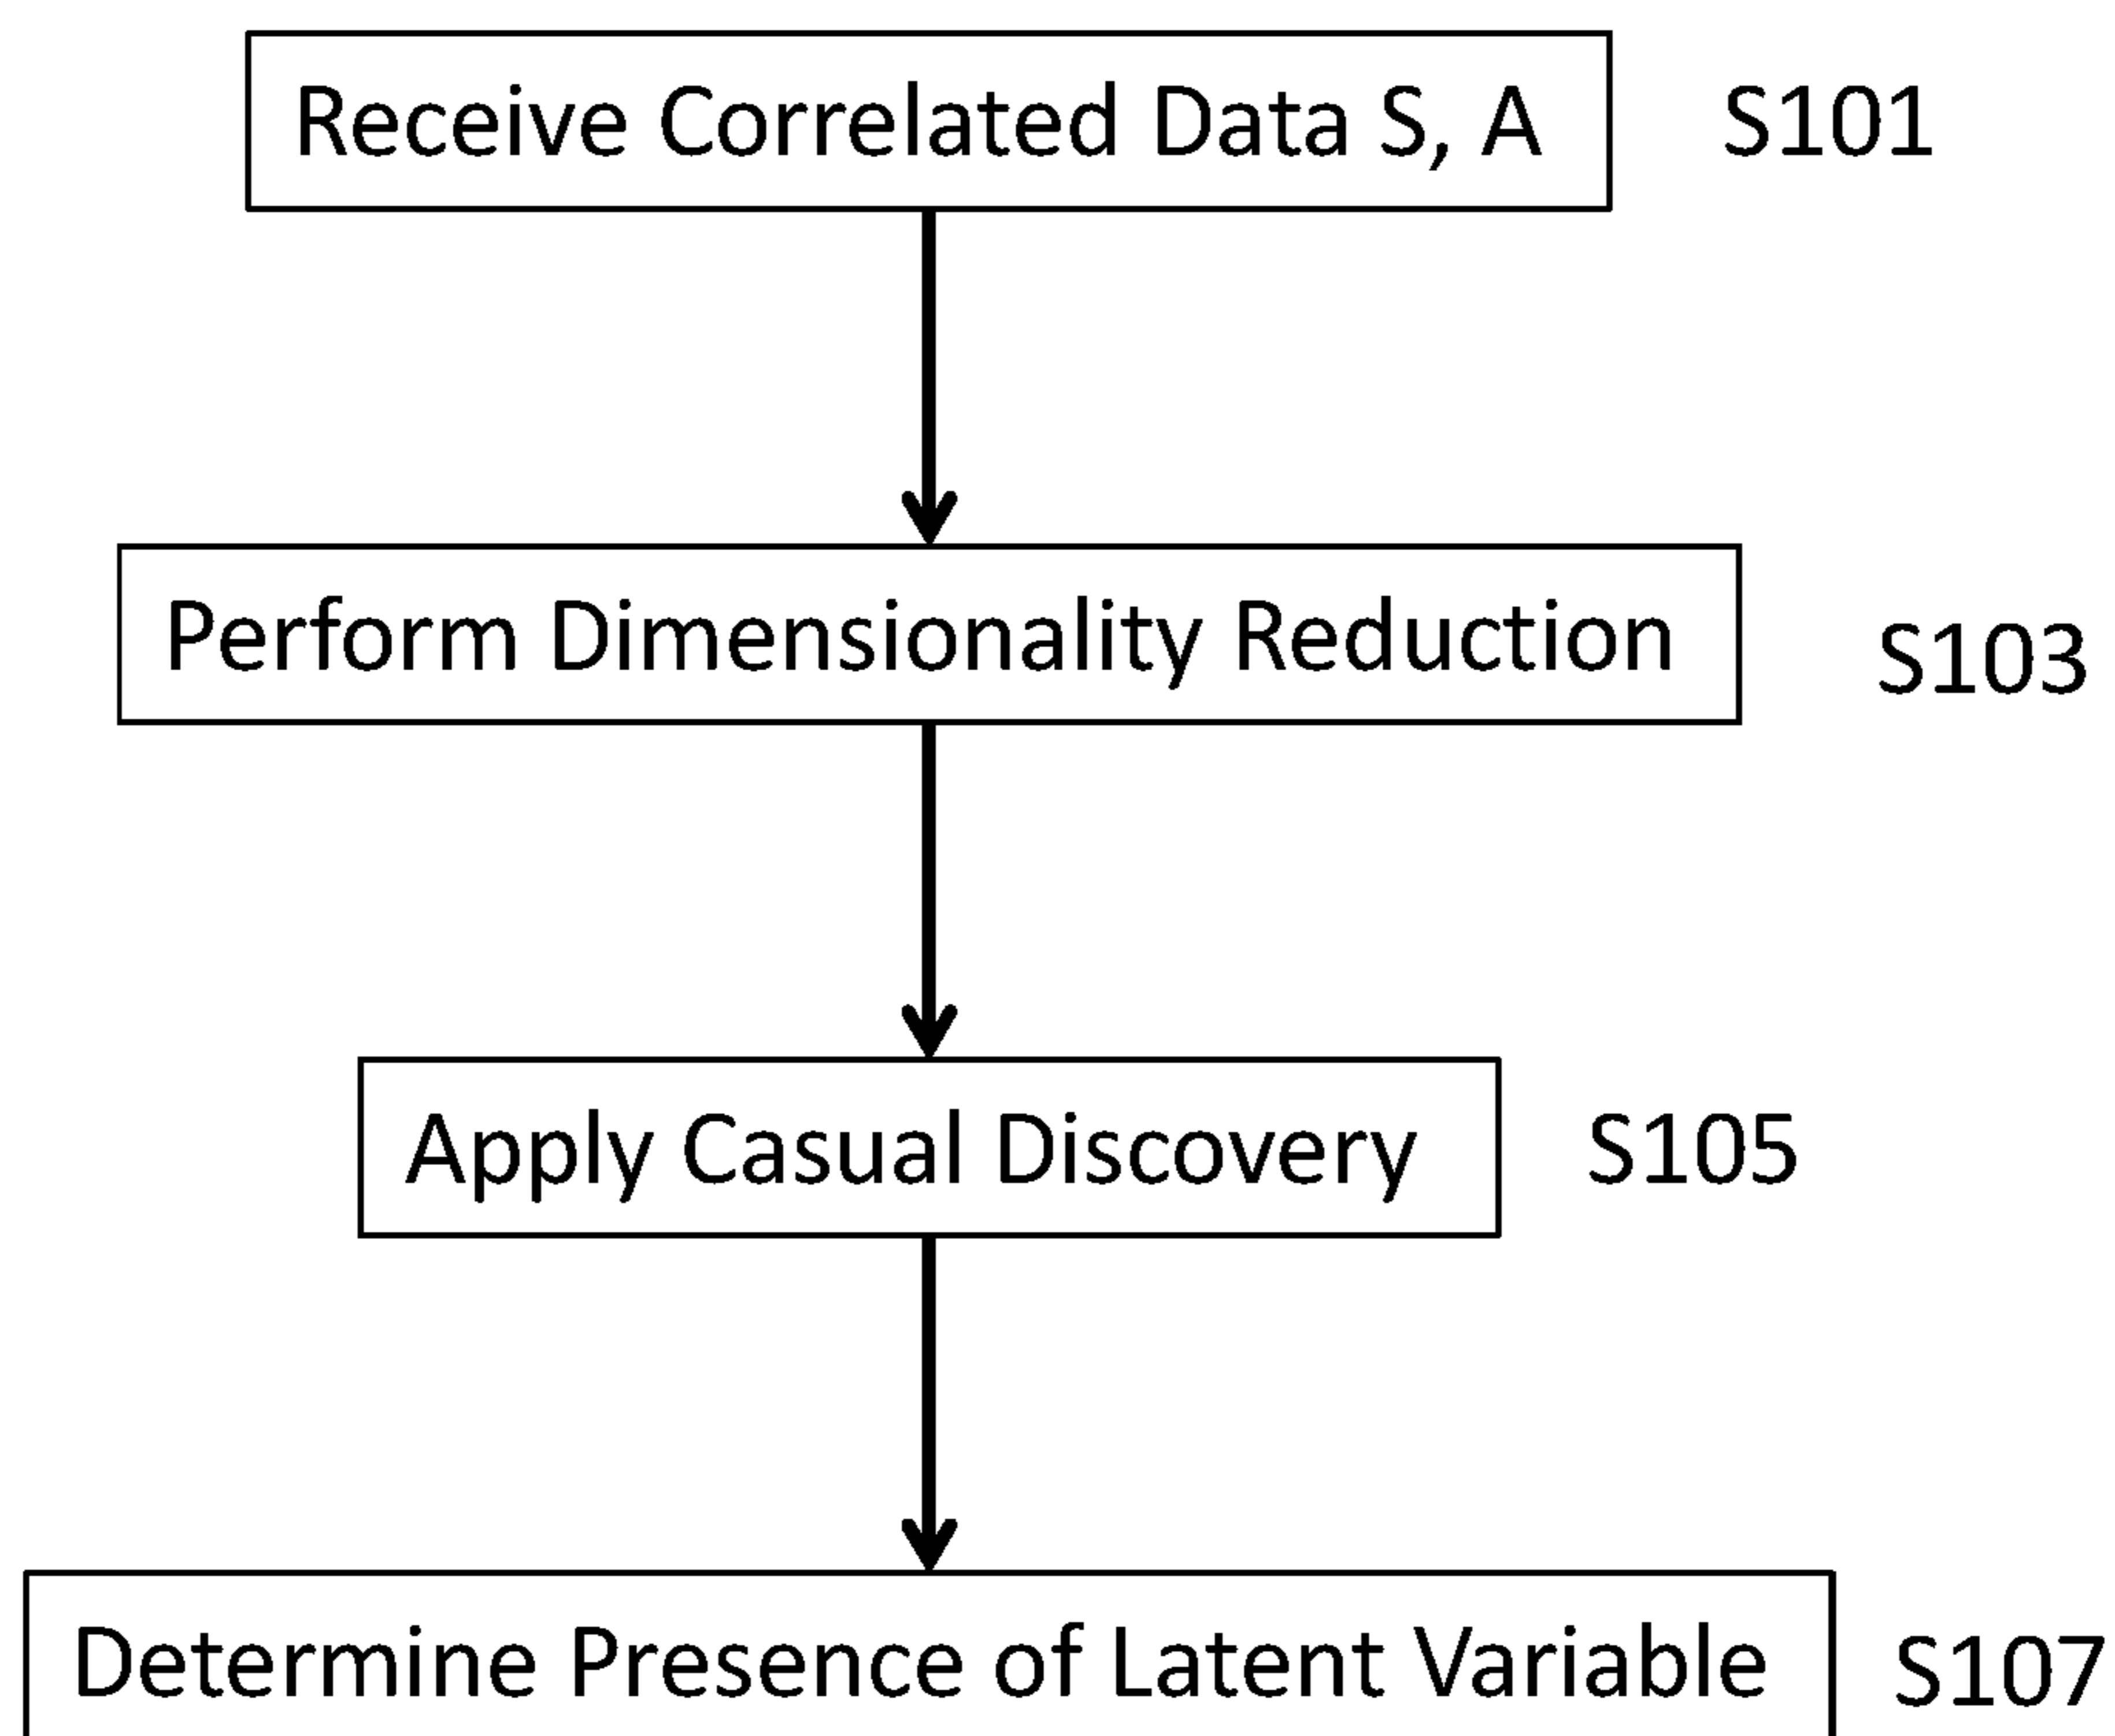 Receive Correlated Data S, A S101
Perform Dimensionality Reduction S103
Apply Casual Discovery S105
Determine Presence of Latent Variable S107